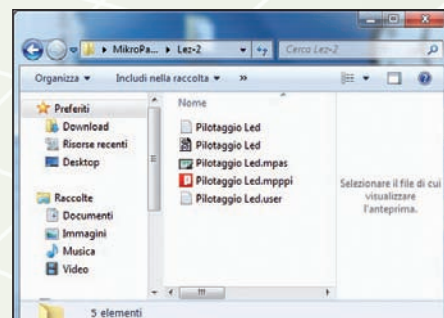 MikroPa... Lez-2
Cerca Lez-2
Organizza
Includi nella raccolta
»
Preferiti
Download
Risorse recenti
Desktop
Raccolte
Documenti
Immagini
Musica
Video
Nome
Pilotaggio Led
Pilotaggio Led
Pilotaggio Led.mpas
Pilotaggio Led.mpppi
Pilotaggio Led.user
Selezionare il file di cui
visualizzare
l'anteprima.
5 elementi